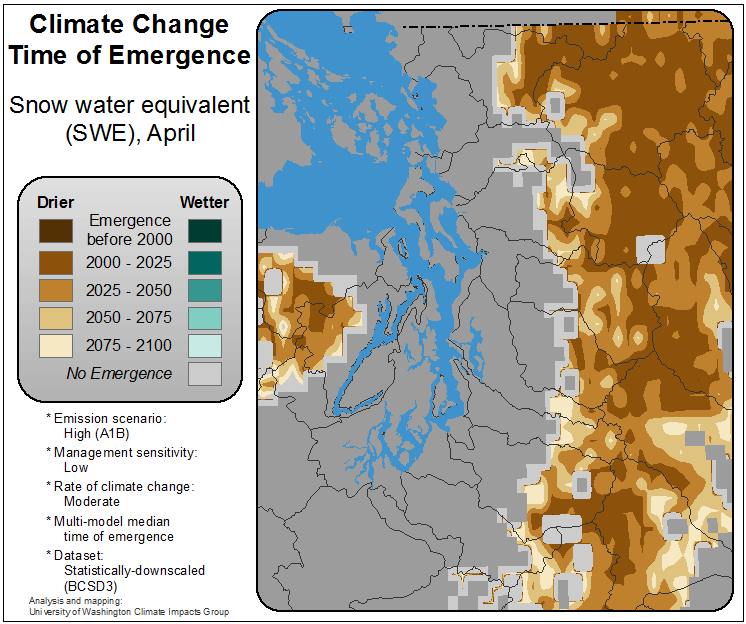 Climate Change
Time of Emergence
Snow water equivalent
(SWE), April
Drier Wetter
Emergence
before 2000
2000 - 2025
2025 - 2050
2050 - 2075
2075 - 2100
No Emergence
* Emission scenario:
High (A1B)
* Management sensitivity:
Low
* Rate of climate change:
Moderate
* Multi-model median
time of emergence
* Dataset:
Statistically-downscaled
(BCSD3)
Analysis and mapping:
University of Washington Climate Impacts Group